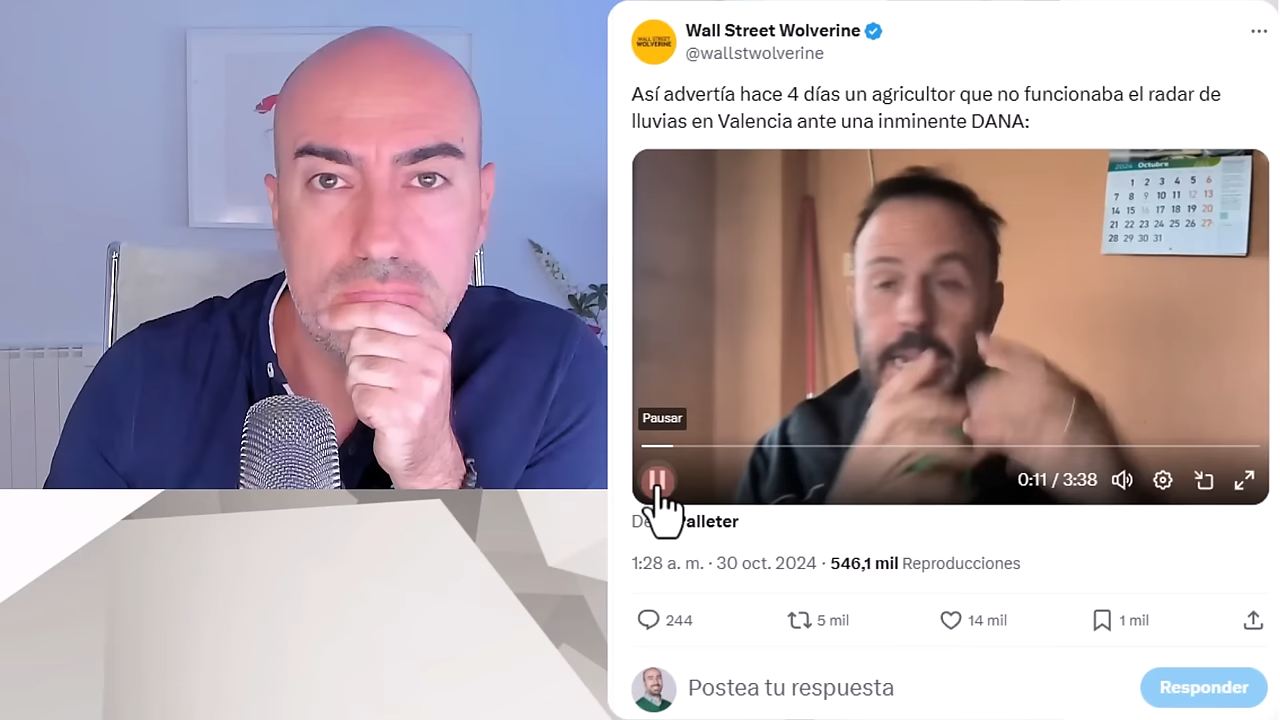 Wall Street Wolverine
@wallstwolverine
WALL STREET
WOLVERINE
Así advertía hace 4 días un agricultor que no funcionaba el radar de
lluvias en Valencia ante una inminente DANA:
2024 Octubre
1 2 3 4 5 6
7 8 9 10 11 12 13
14 15 16 17 18 19 20
21 22 23 24 25 26 27
28 29 30 31
Pausar
0:11 / 3:38
De alleter
1:28 a. m. · 30 oct. 2024 · 546,1 mil Reproducciones
244
5 mil
14 mil
1 mil
Postea tu respuesta
Responder